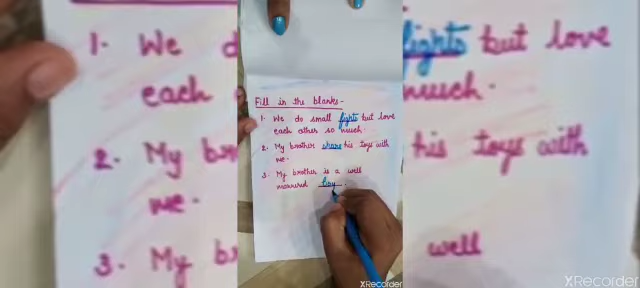 Fill in the blanks-
1. We do small fights but love
each other so much.
2. My brother share his toys with
me.
3. My brother is a well
mannered boy.
XRecorder